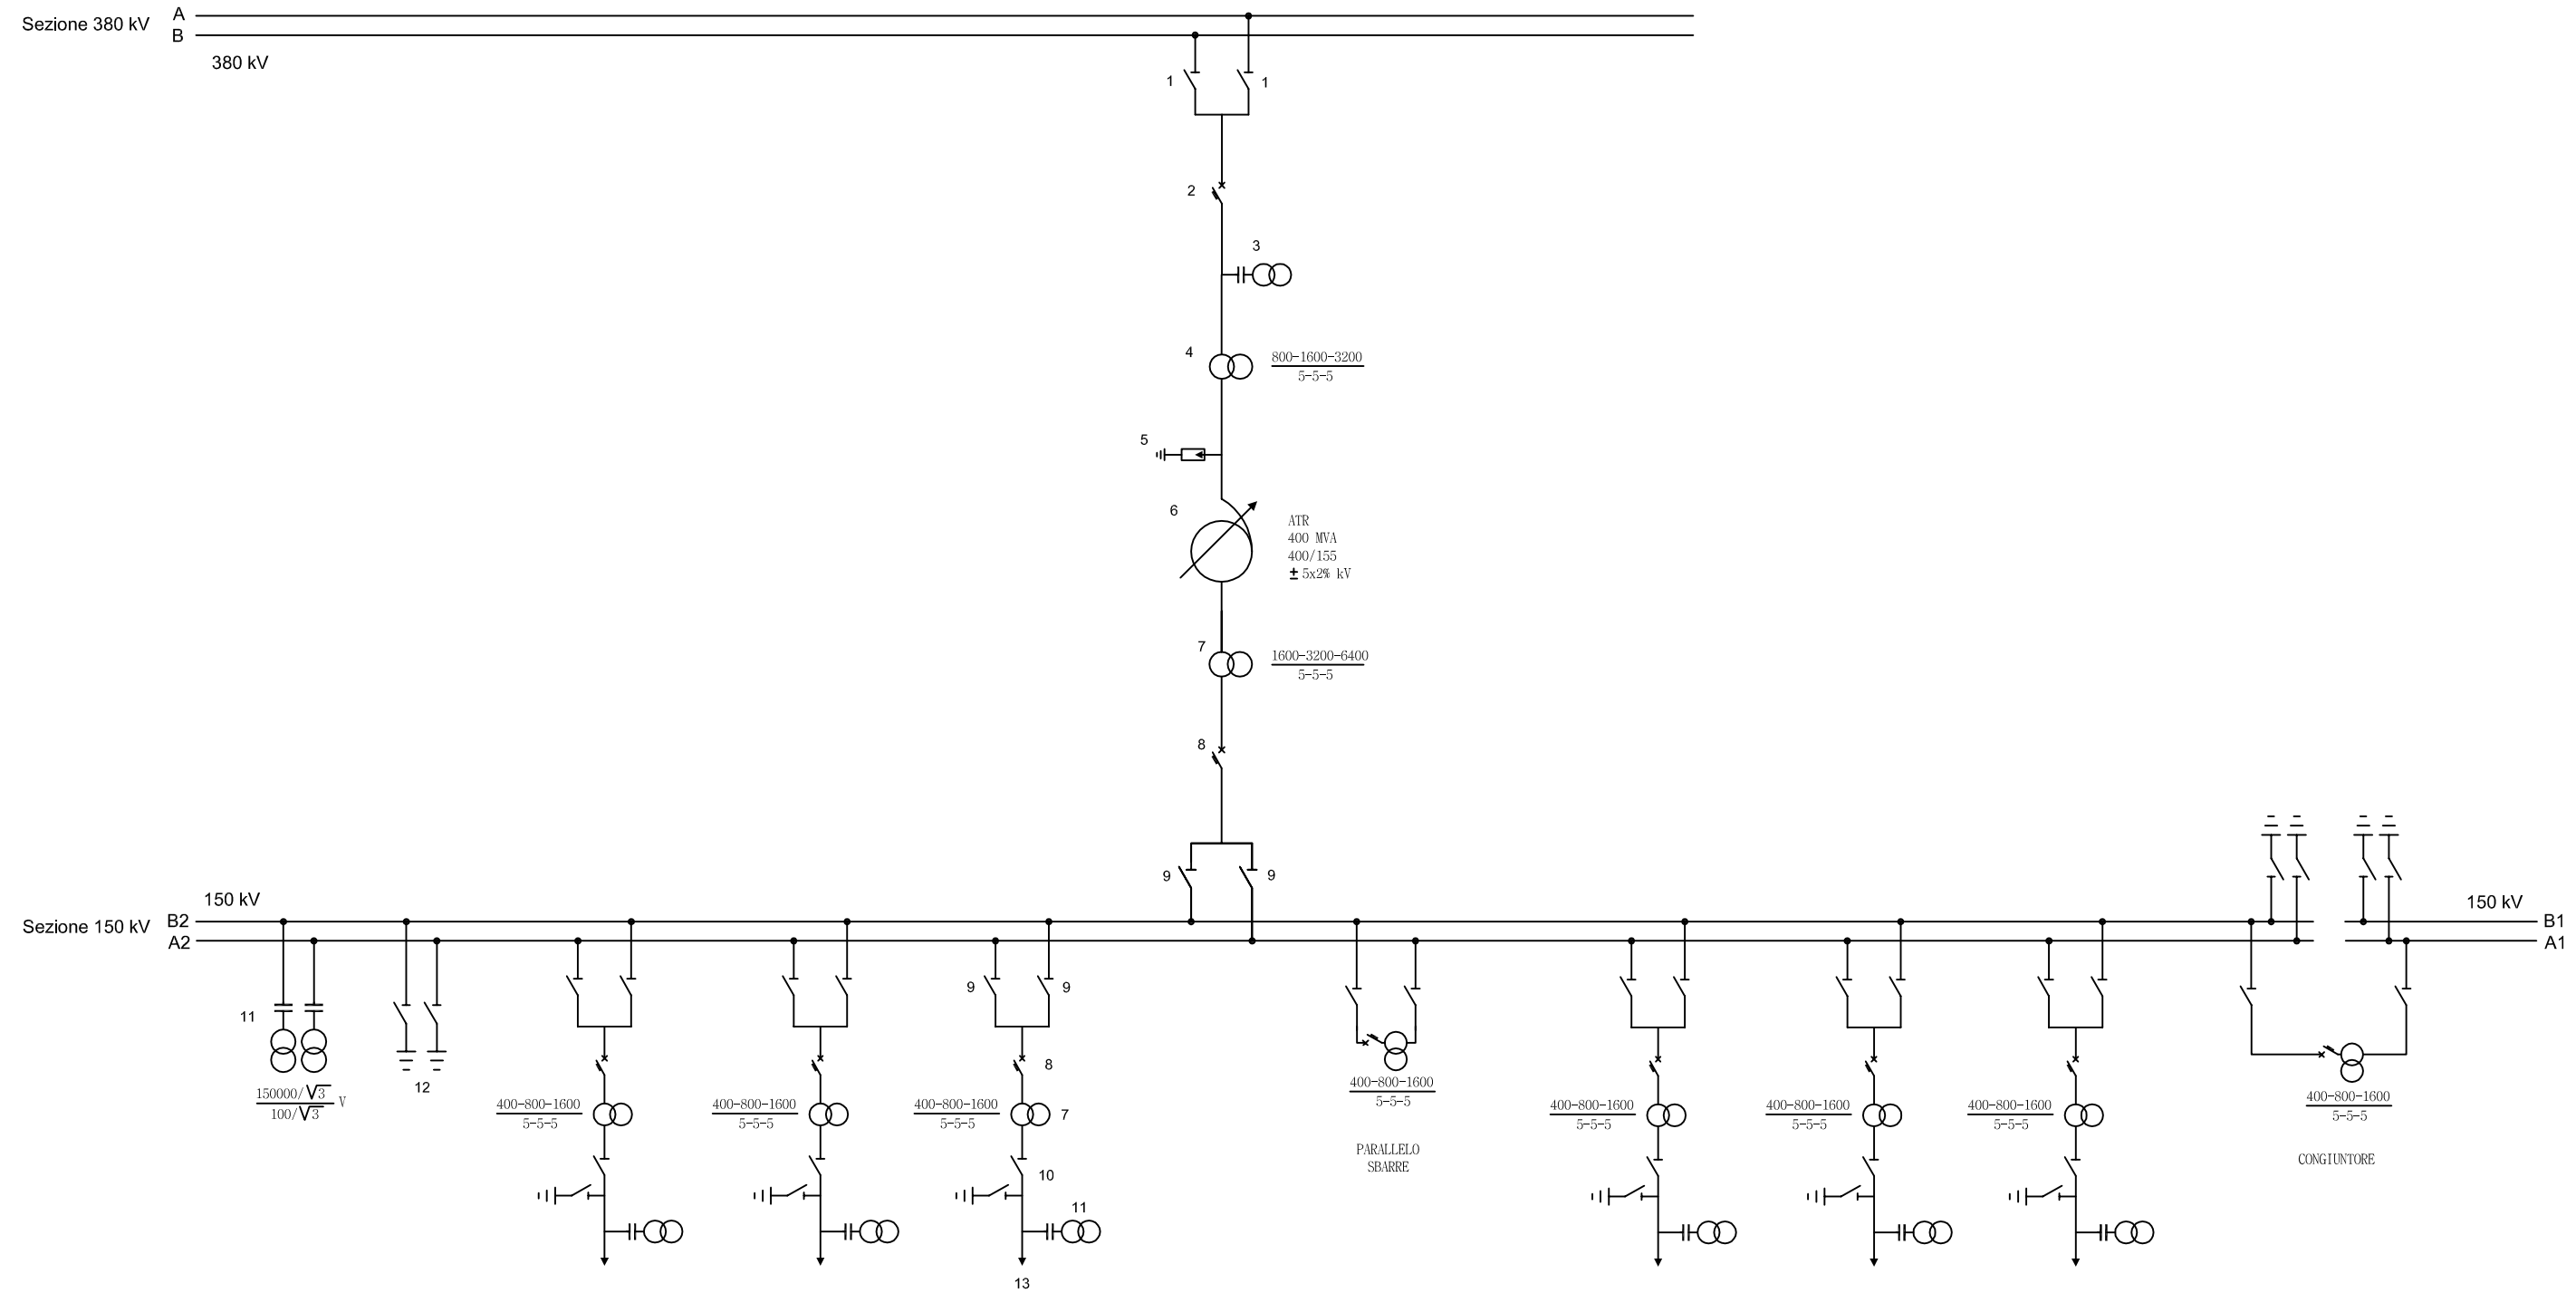 Sezione 380 kV
A
B
380 kV
1
1
2
3
4
800-1600-3200
5-5-5
5
6
ATR
400 MVA
400/155
± 5x2% kV
7
1600-3200-6400
5-5-5
8
9
9
150 kV
150 kV
Sezione 150 kV
B2
A2
B1
A1
11
12
150000/√3
100/√3
V
9
9
8
7
10
11
13
400-800-1600
5-5-5
400-800-1600
5-5-5
400-800-1600
5-5-5
400-800-1600
5-5-5
PARALLELO
SBARRE
400-800-1600
5-5-5
400-800-1600
5-5-5
400-800-1600
5-5-5
400-800-1600
5-5-5
CONGIUNTORE